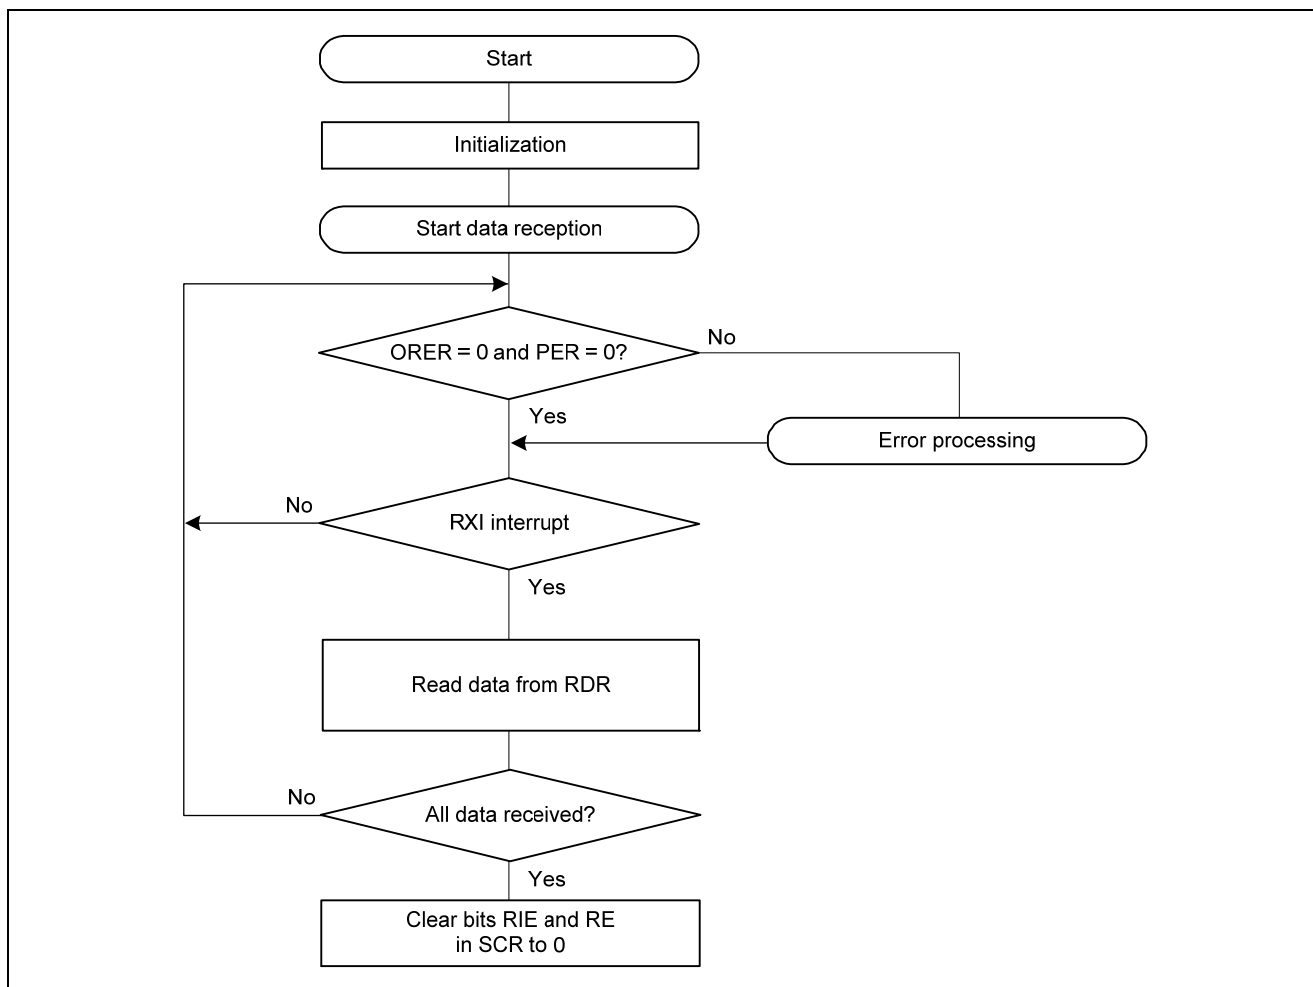 Start
Initialization
Start data reception
ORER = 0 and PER = 0?
No
Yes
Error processing
No
RXI interrupt
Yes
Read data from RDR
No
All data received?
Yes
Clear bits RIE and RE
in SCR to 0